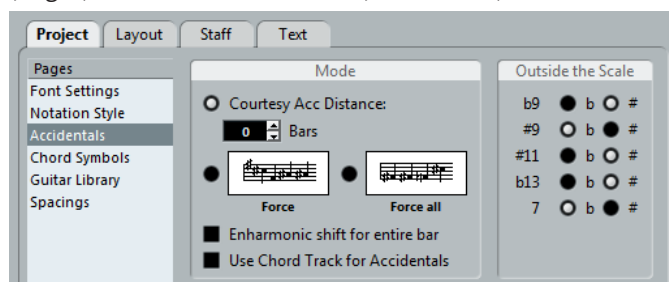 Project Layout Staff Text
Pages
Font Settings
Notation Style
Accidentals
Chord Symbols
Guitar Library
Spacings
Mode
Courtesy Acc Distance:
0 Bars
Force Force all
Enharmonic shift for entire bar
Use Chord Track for Accidentals
Outside the Scale
b9 b #
#9 b #
#11 b #
b13 b #
7 b #